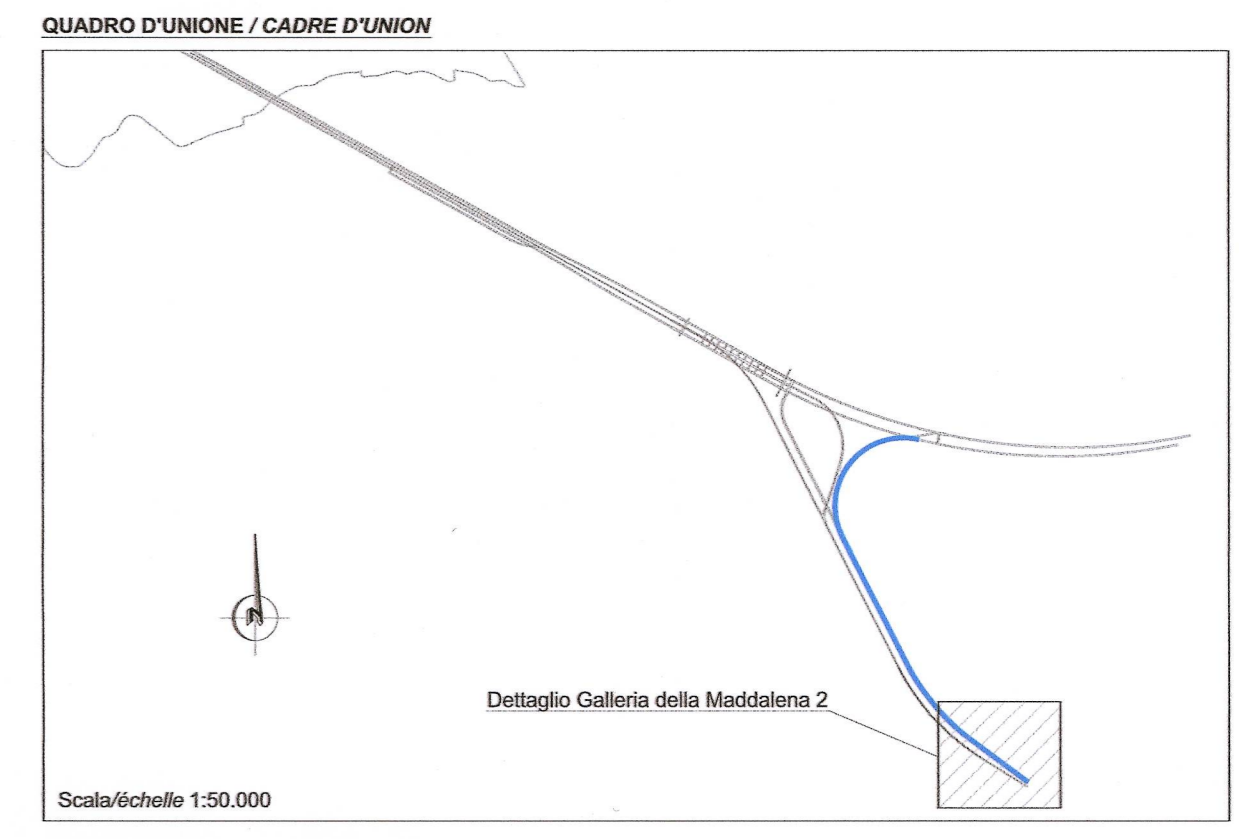 QUADRO D'UNIONE / CADRE D'UNION
N
Dettaglio Galleria della Maddalena 2
Scala/échelle 1:50.000